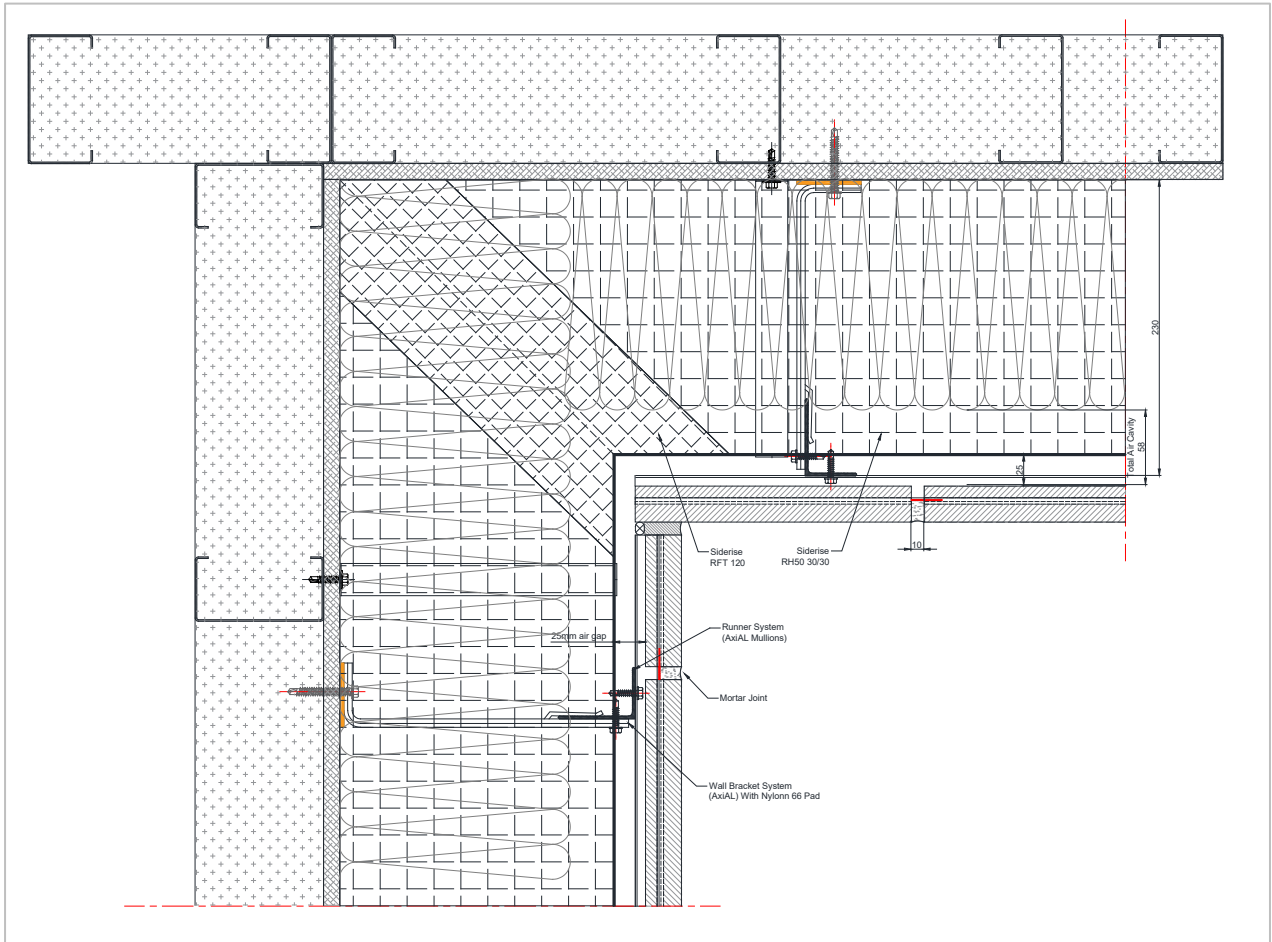 230
Total Air Cavity
58
25
10
Siderise
RFT 120
Siderise
RH50 30/30
25mm air gap
Runner System
(AxiAL Mullions)
Mortar Joint
Wall Bracket System
(AxiAL) With Nylonn 66 Pad